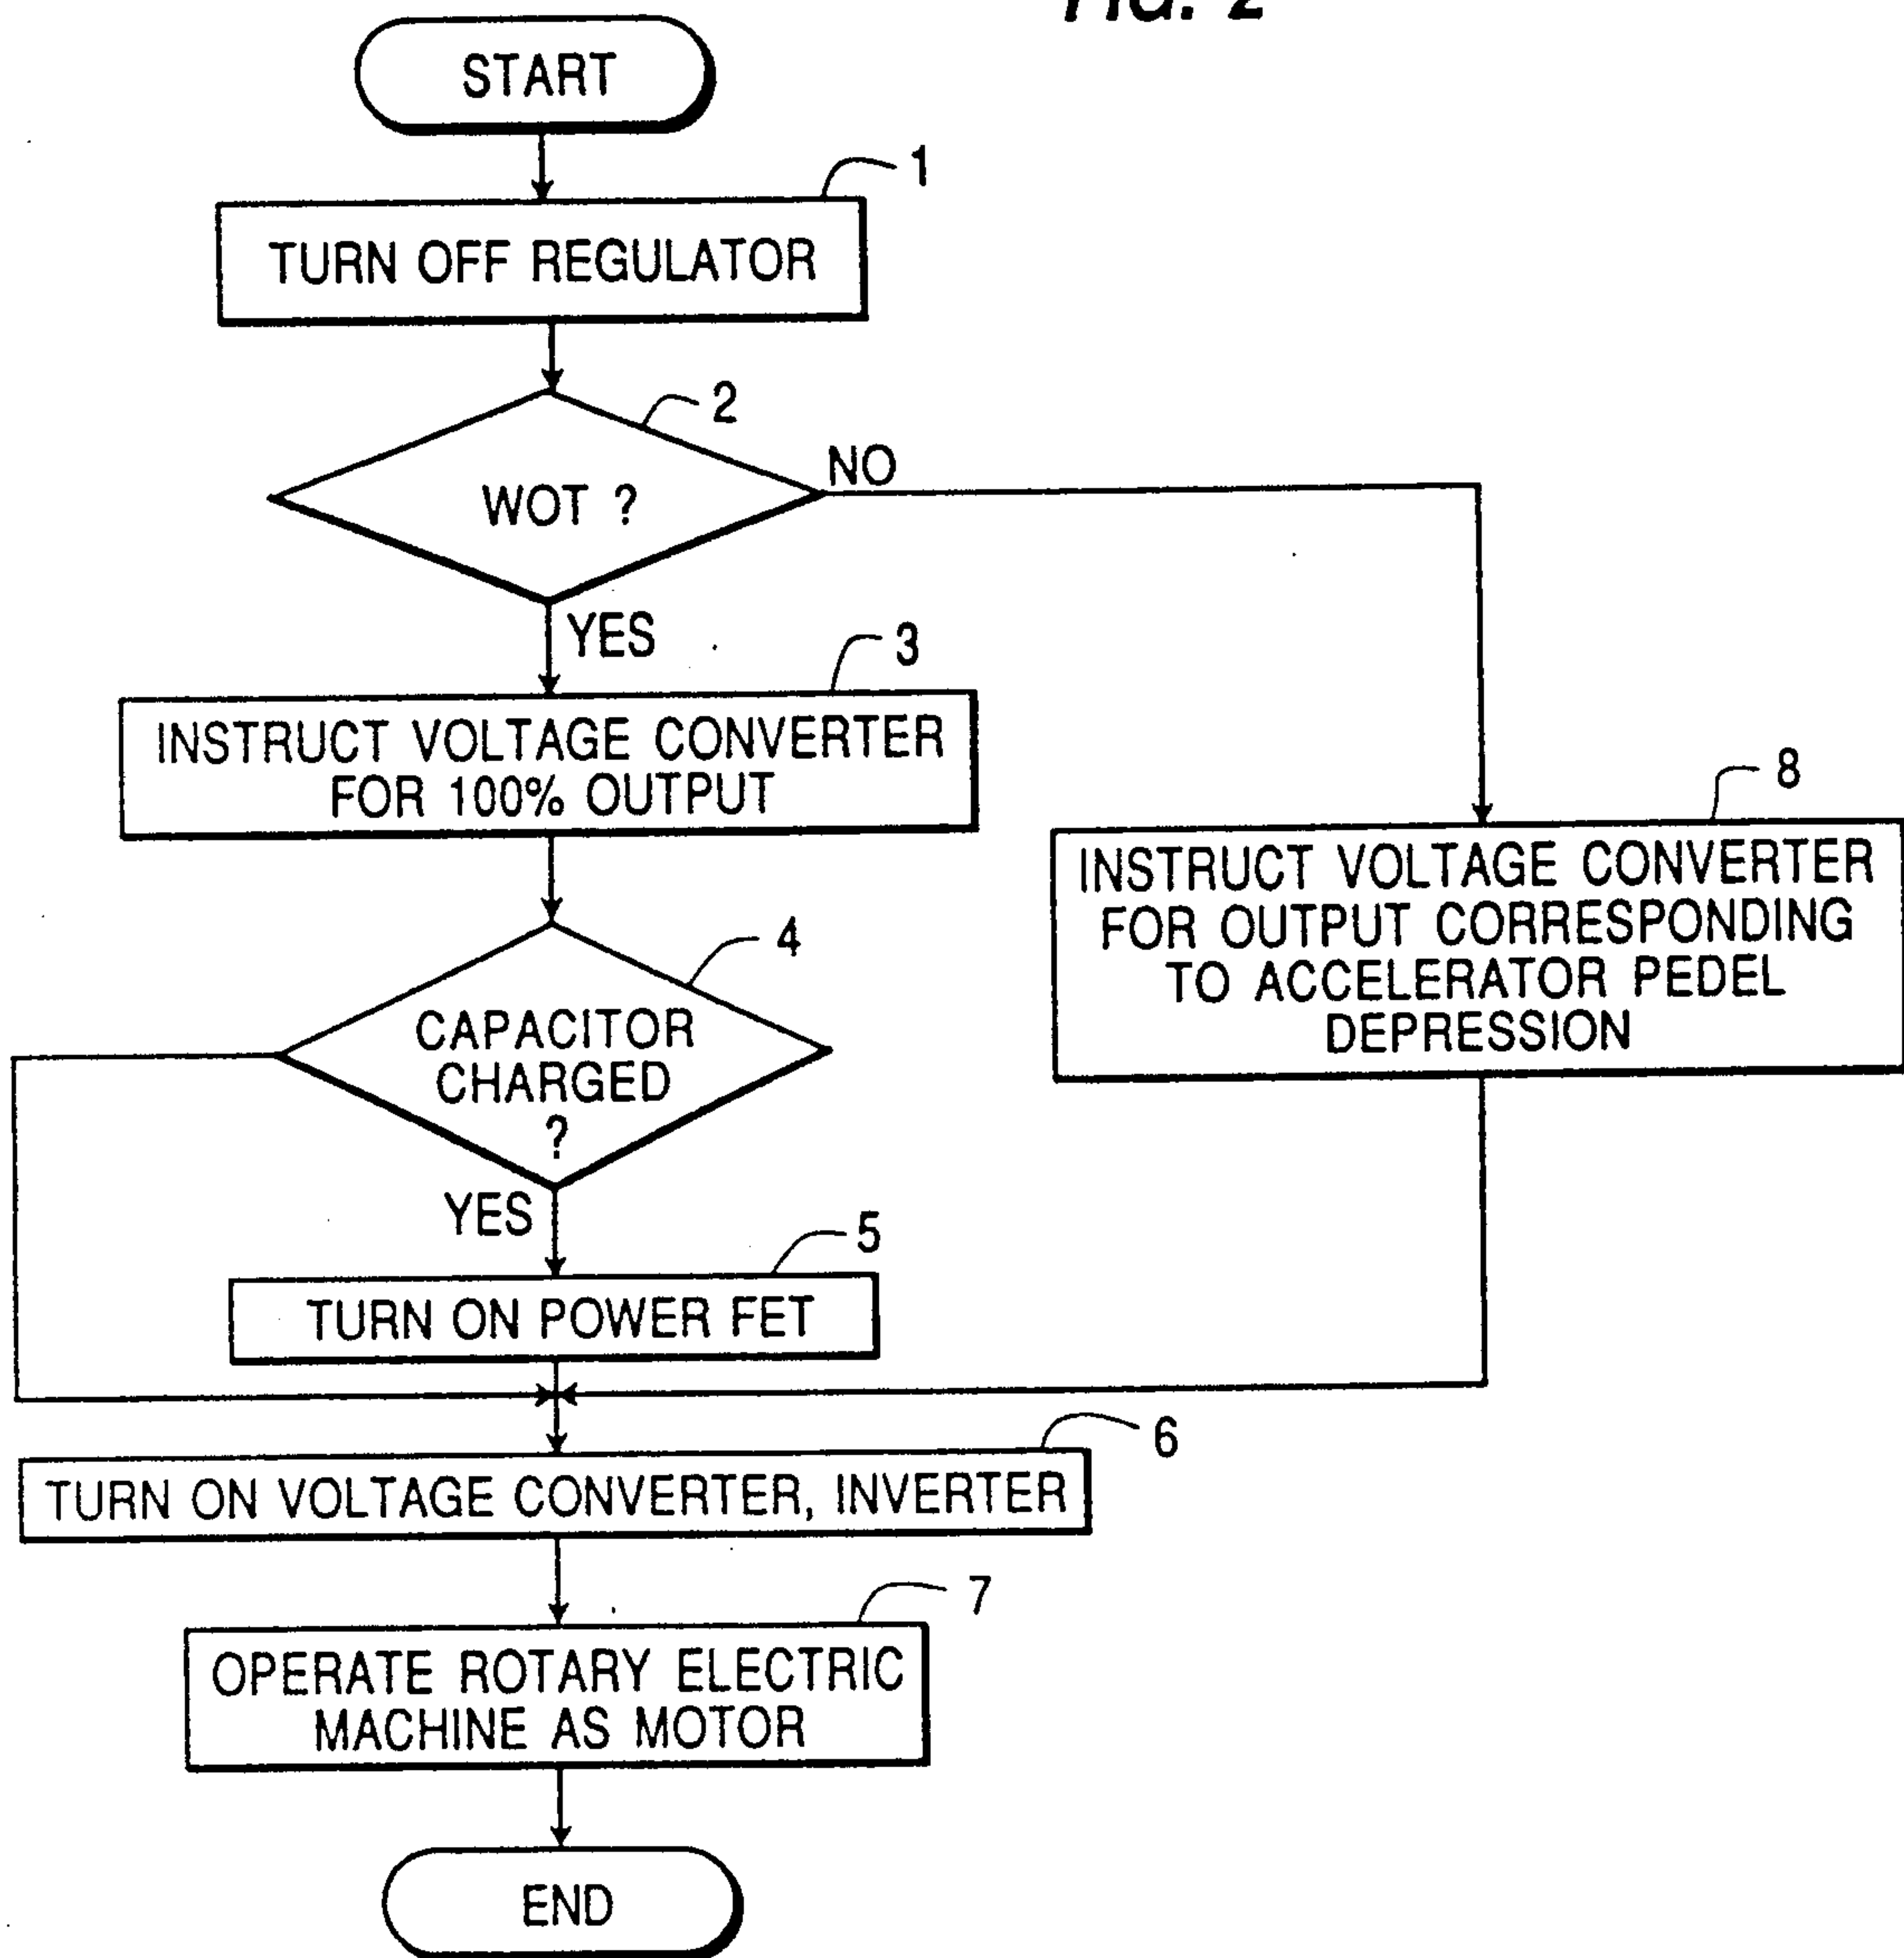 FIG. 2
START
1
TURN OFF REGULATOR
2
WOT ?
NO
YES
3
INSTRUCT VOLTAGE CONVERTER
FOR 100% OUTPUT
8
INSTRUCT VOLTAGE CONVERTER
FOR OUTPUT CORRESPONDING
TO ACCELERATOR PEDEL
DEPRESSION
4
CAPACITOR
CHARGED
?
YES
5
TURN ON POWER FET
6
TURN ON VOLTAGE CONVERTER, INVERTER
7
OPERATE ROTARY ELECTRIC
MACHINE AS MOTOR
END